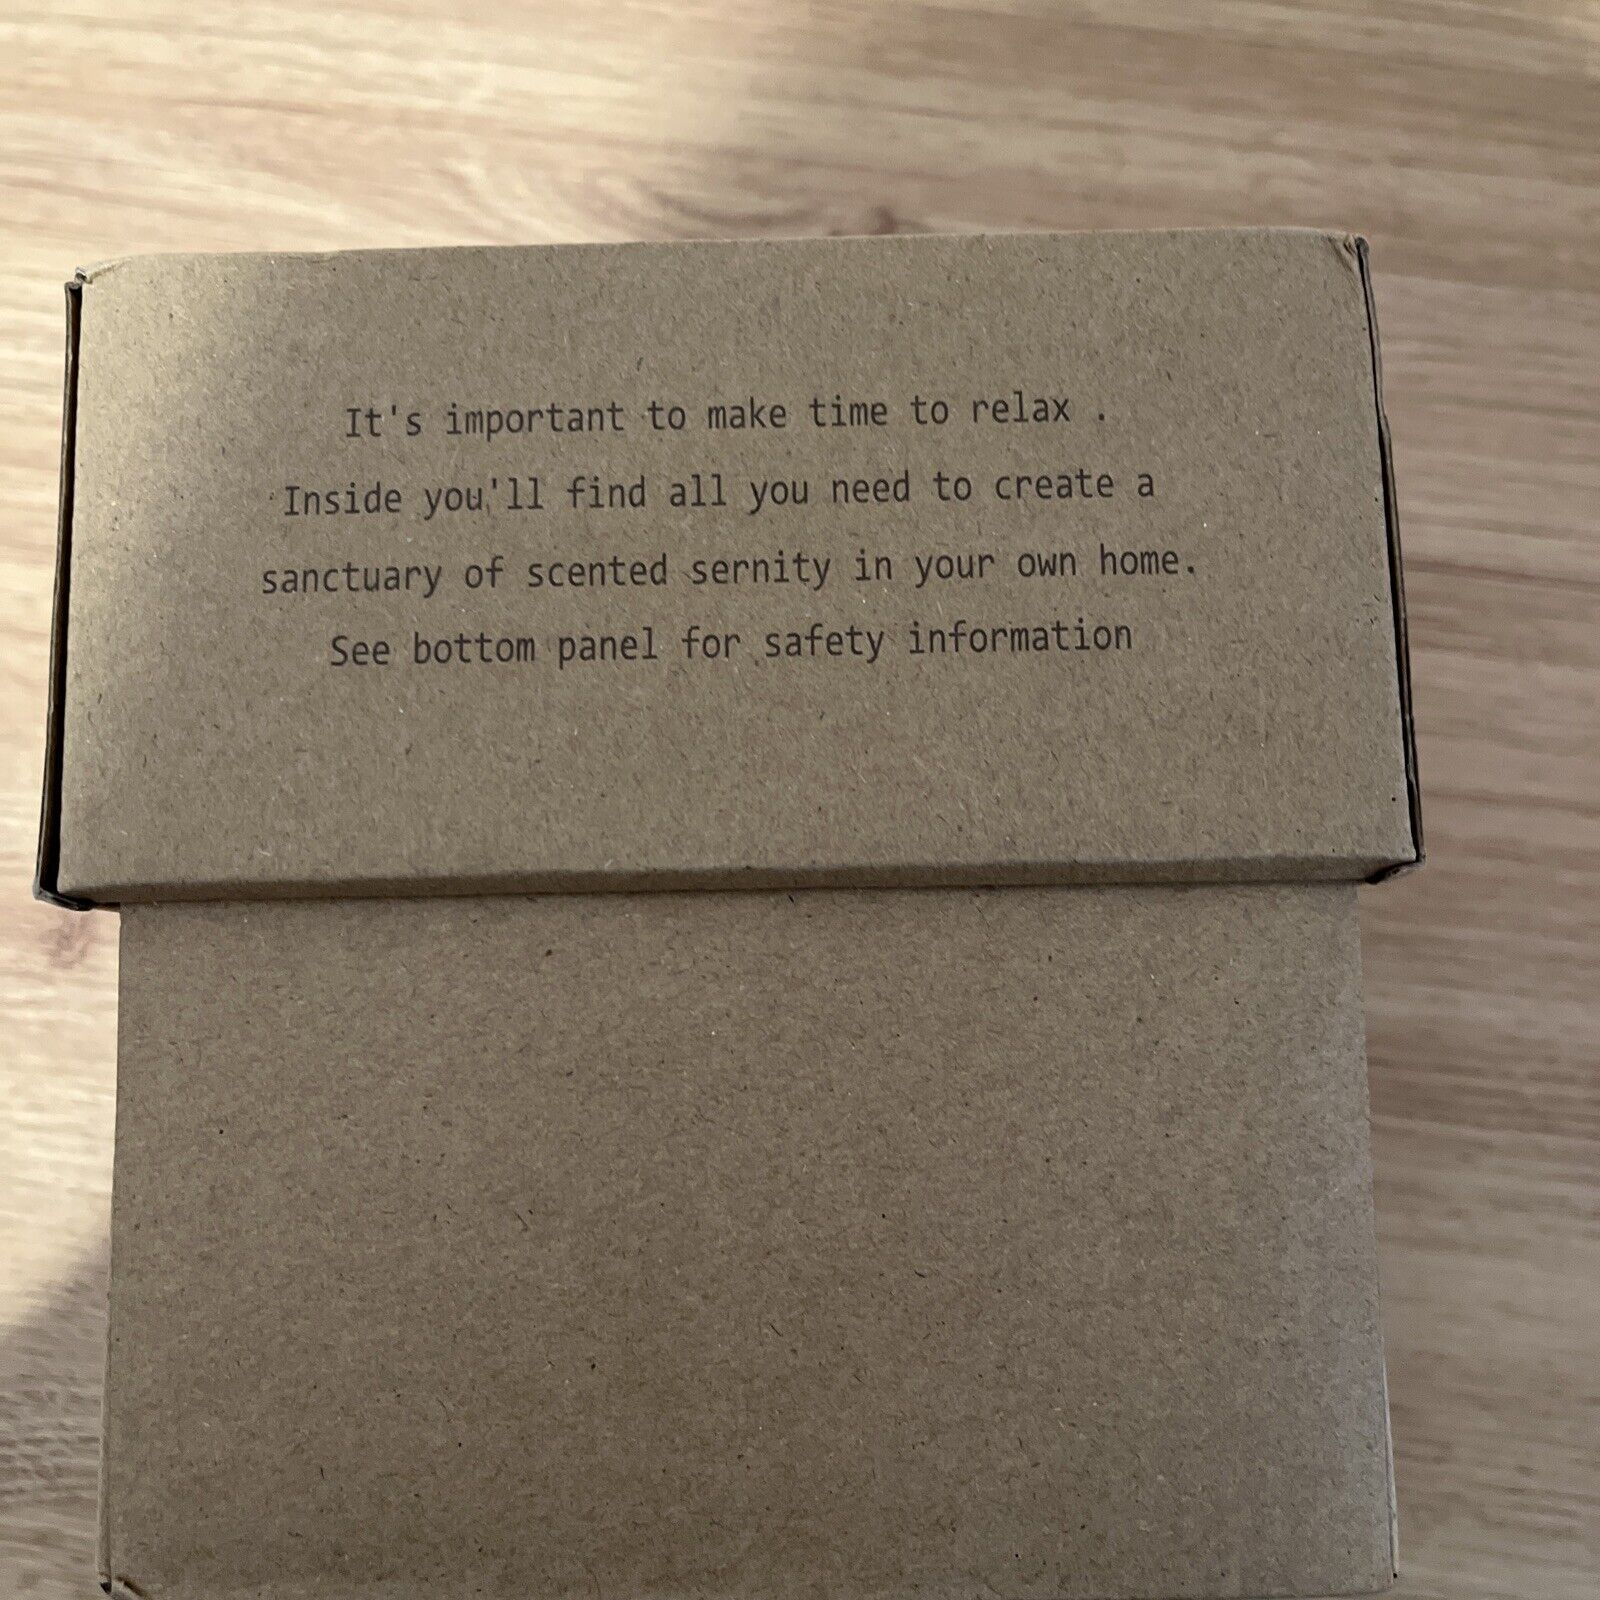 It's important to make time to relax .
Inside you'll find all you need to create a
sanctuary of scented sernity in your own home.
See bottom panel for safety information